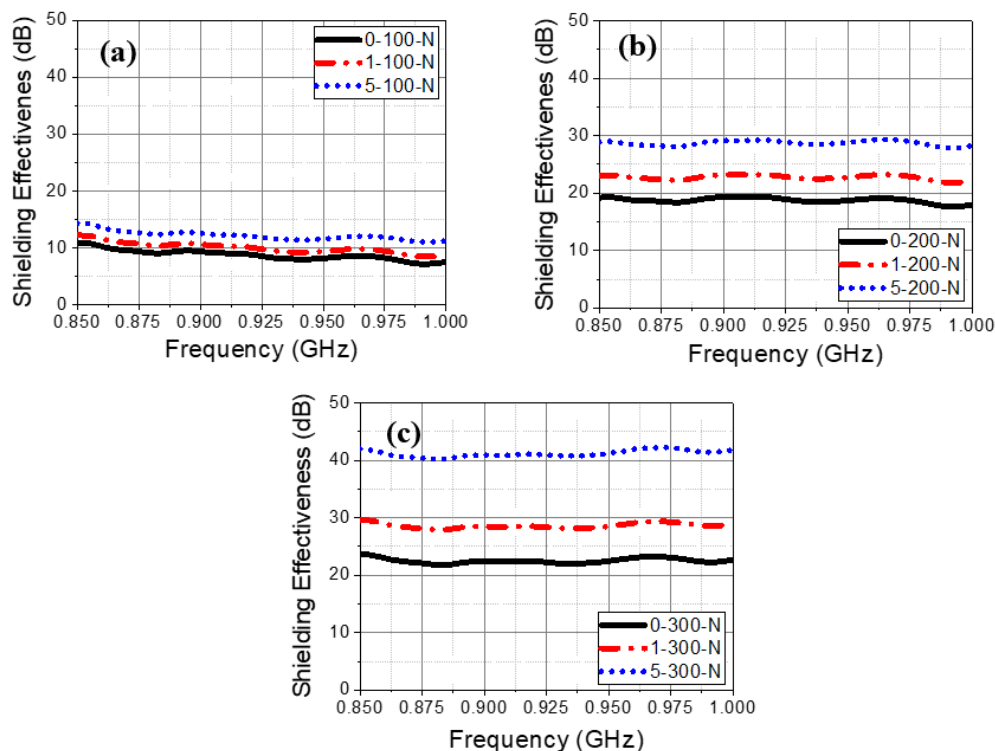 (a)
0-100-N
1-100-N
5-100-N
Shielding Effectivenes (dB)
50
40
30
20
10
0
0.850 0.875 0.900 0.925 0.950 0.975 1.000
Frequency (GHz)
(b)
Shielding Effectiveness (dB)
50
40
30
20
10
0
0-200-N
1-200-N
5-200-N
0.850 0.875 0.900 0.925 0.950 0.975 1.000
Frequency (GHz)
(c)
Shielding Effectiveness (dB)
50
40
30
20
10
0
0-300-N
1-300-N
5-300-N
0.850 0.875 0.900 0.925 0.950 0.975 1.000
Frequency (GHz)